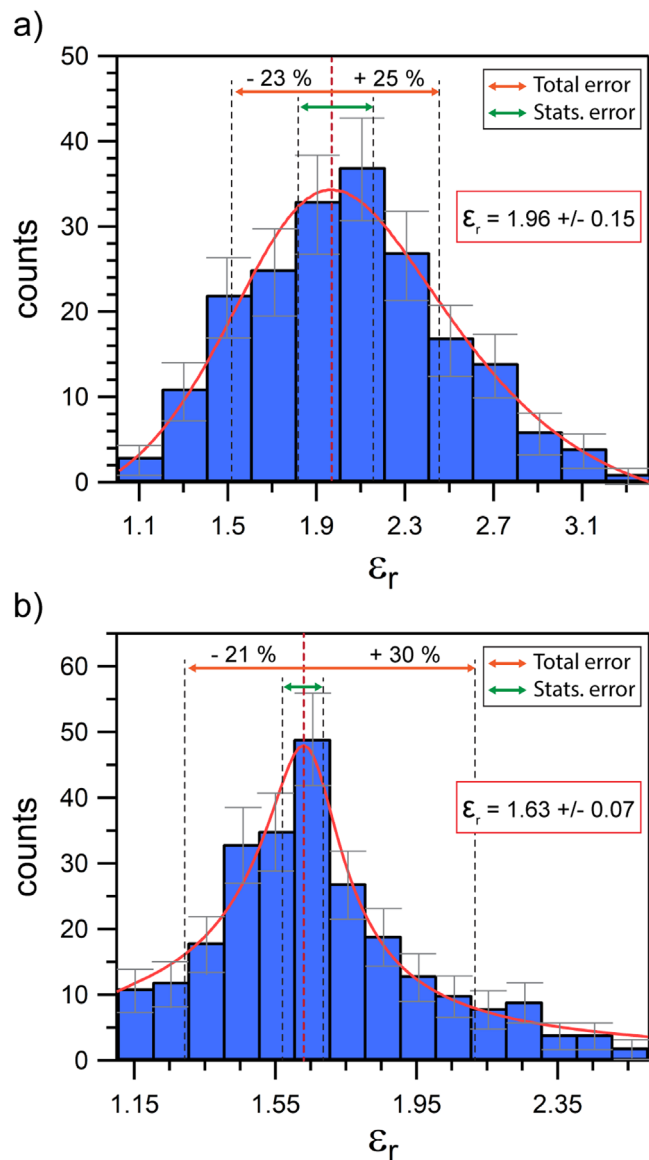 a)
50
- 23 % + 25 %
Total error
Stats. error
40
30
εr = 1.96 +/- 0.15
counts
20
10
0
1.1 1.5 1.9 2.3 2.7 3.1
εr
b)
60
- 21 % + 30 %
Total error
Stats. error
50
40
εr = 1.63 +/- 0.07
counts
30
20
10
0
1.15 1.55 1.95 2.35
εr